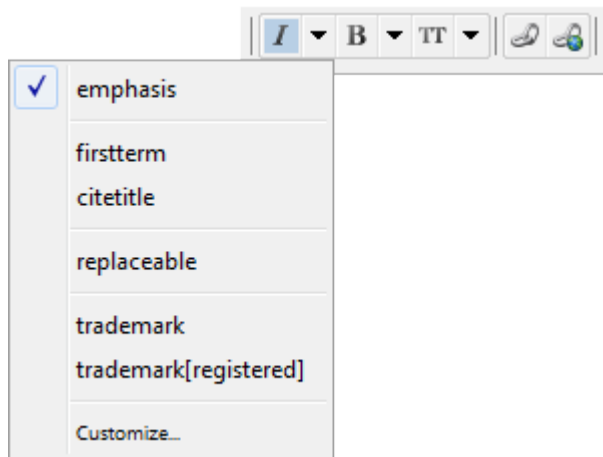 I B TT
emphasis
firstterm
citetitle
replaceable
trademark
trademark[registered]
Customize...